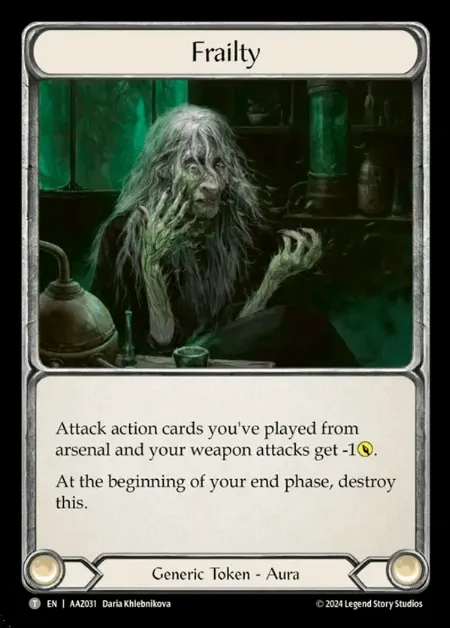 Frailty
Attack action cards you've played from
arsenal and your weapon attacks get -1.
At the beginning of your end phase, destroy
this.
Generic Token - Aura
T EN | AAZ031 Daria Khlebnikova
© 2024 Legend Story Studios